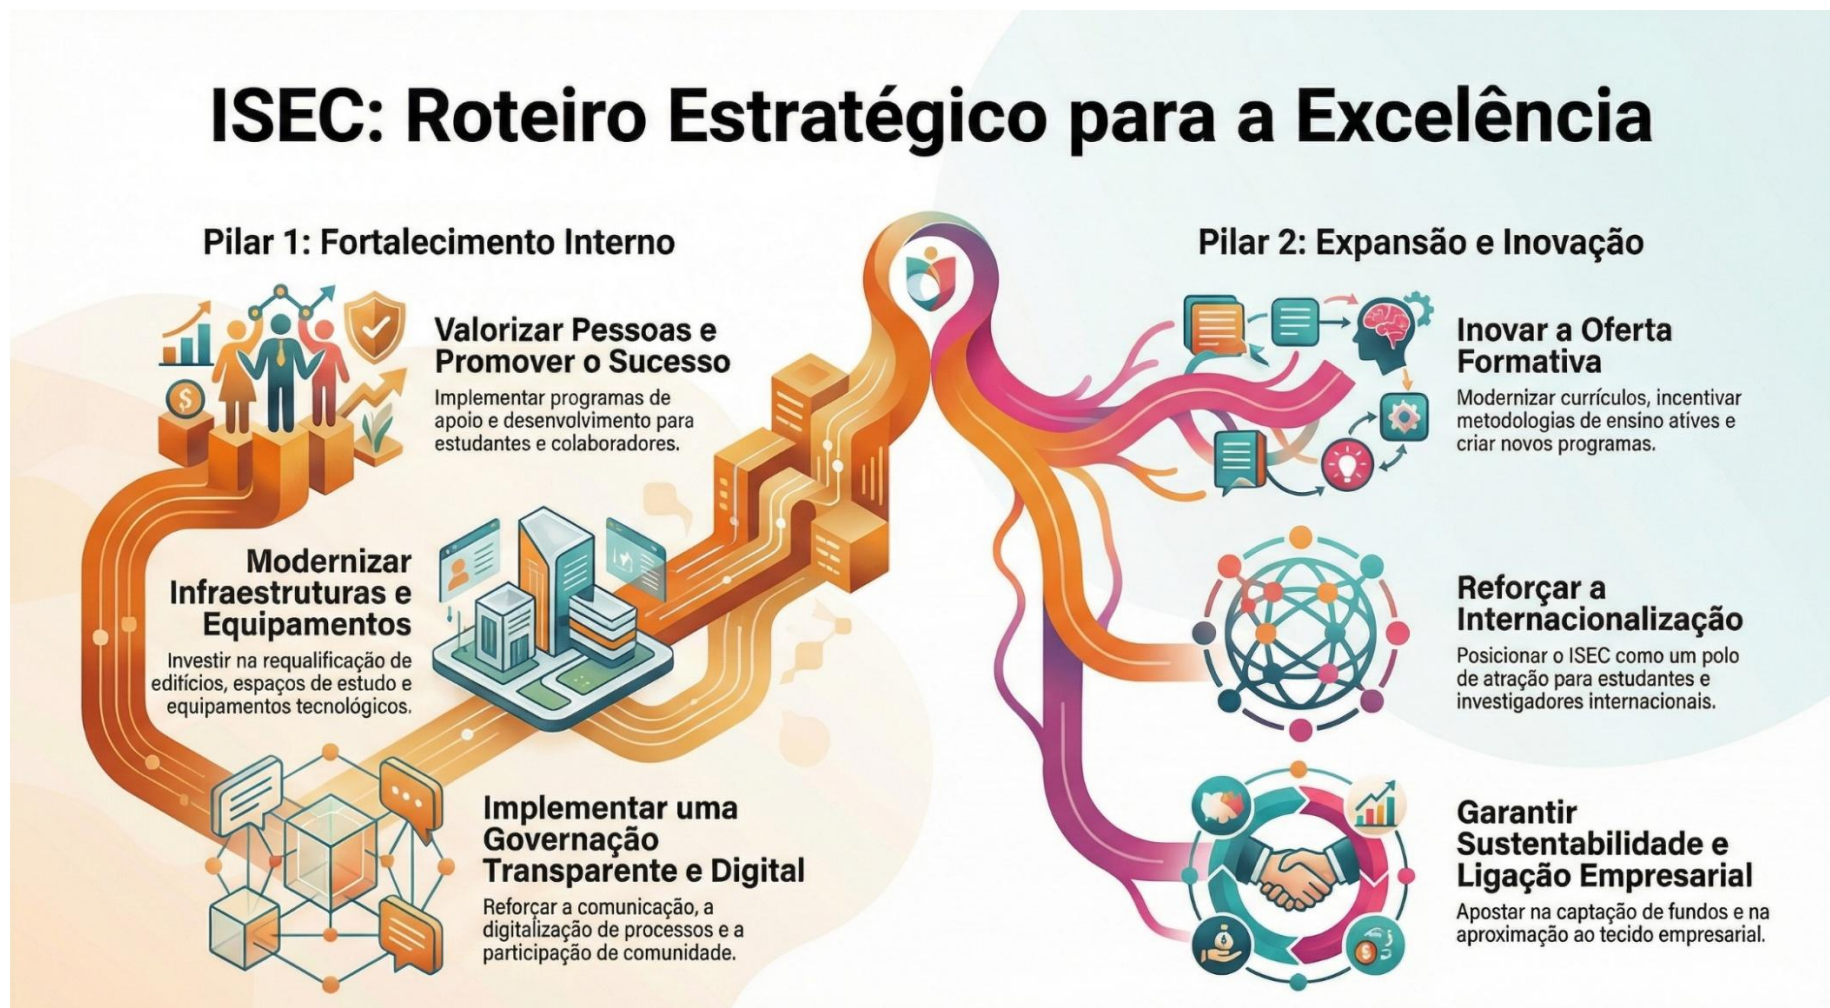 ISEC: Roteiro Estratégico para a Excelência
Pilar 1: Fortalecimento Interno
Valorizar Pessoas e
Promover o Sucesso
Implementar programas de
apoio e desenvolvimento para
estudantes e colaboradores.
Modernizar
Infraestruturas e
Equipamentos
Investir na requalificação de
edifícios, espaços de estudo e
equipamentos tecnológicos.
Implementar uma
Governação
Transparente e Digital
Reforçar a comunicação, a
digitalização de processos e a
participação de comunidade.
Pilar 2: Expansão e Inovação
Inovar a Oferta
Formativa
Modernizar currículos, incentivar
metodologias de ensino atives e
criar novos programas.
Reforçar a
Internacionalização
Posicionar o ISEC como um polo
de atração para estudantes e
investigadores internacionais.
Garantir
Sustentabilidade e
Ligação Empresarial
Apostar na captação de fundos e na
aproximação ao tecido empresarial.